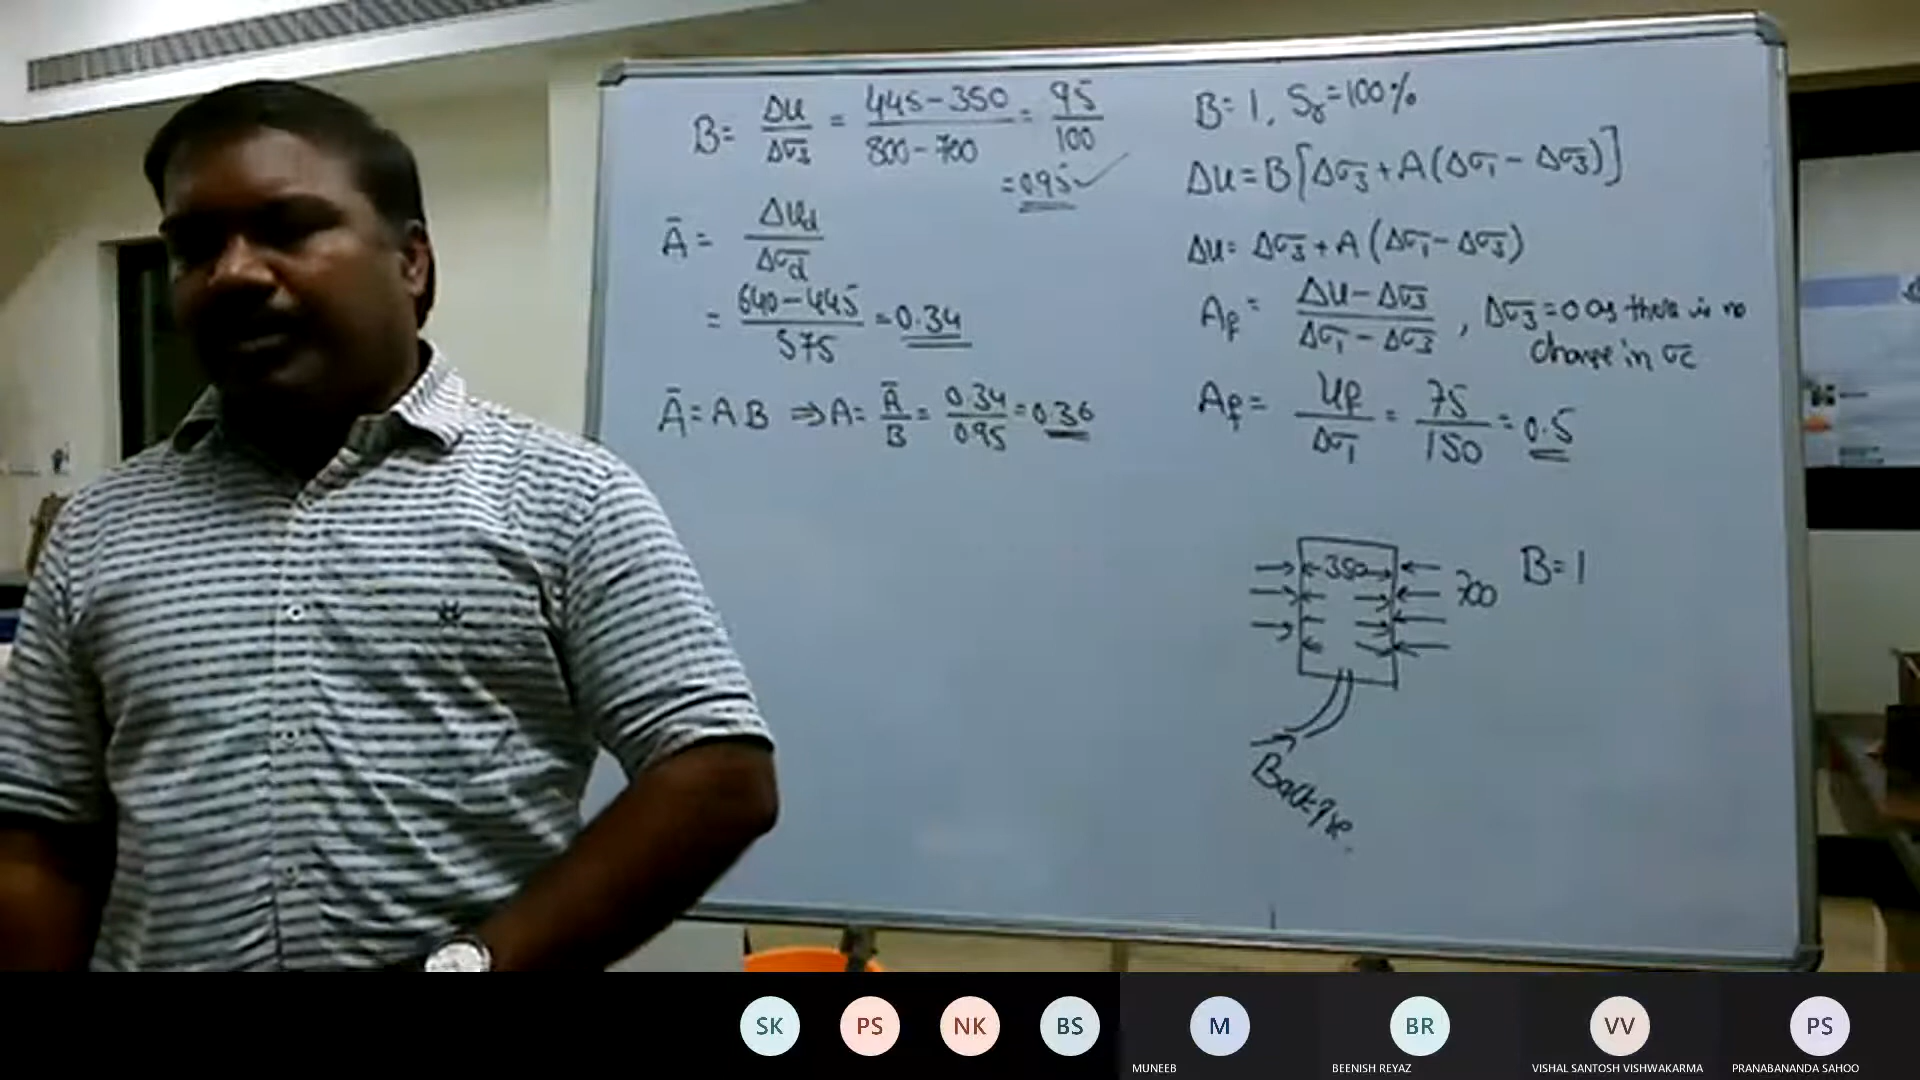 B = Δu / Δσ3 = 445-350 / 800-700 = 95 / 100
= 0.95 ✓
Ā = Δud / Δσd
= 640-445 / 575 = 0.34
Ā = AB ⇒ A = Ā / B = 0.34 / 0.95 = 0.36
B = 1, Sr = 100%
Δu = B[Δσ3 + A(Δσ1 - Δσ3)]
Δu = Δσ3 + A(Δσ1 - Δσ3)
Af = Δu - Δσ3 / Δσ1 - Δσ3 , Δσ3 = 0 as there is no
change in σc
Af = uf / Δσ1 = 75 / 150 = 0.5
350
700
B = 1
SK PS NK BS M BR VV PS
MUNEEB BEENISH REYAZ VISHAL SANTOSH VISHWAKARMA PRANABANANDA SAHOO